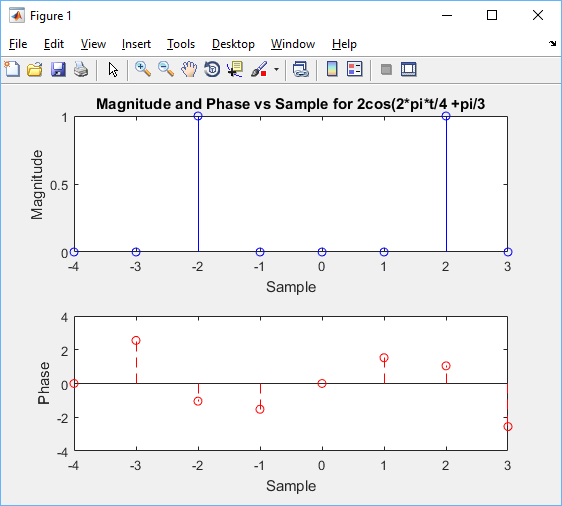 Figure 1
File Edit View Insert Tools Desktop Window Help
Magnitude and Phase vs Sample for 2cos(2*pi*t/4 +pi/3
Magnitude
1
0.5
0
-4 -3 -2 -1 0 1 2 3
Sample
Phase
4
2
0
-2
-4
-4 -3 -2 -1 0 1 2 3
Sample